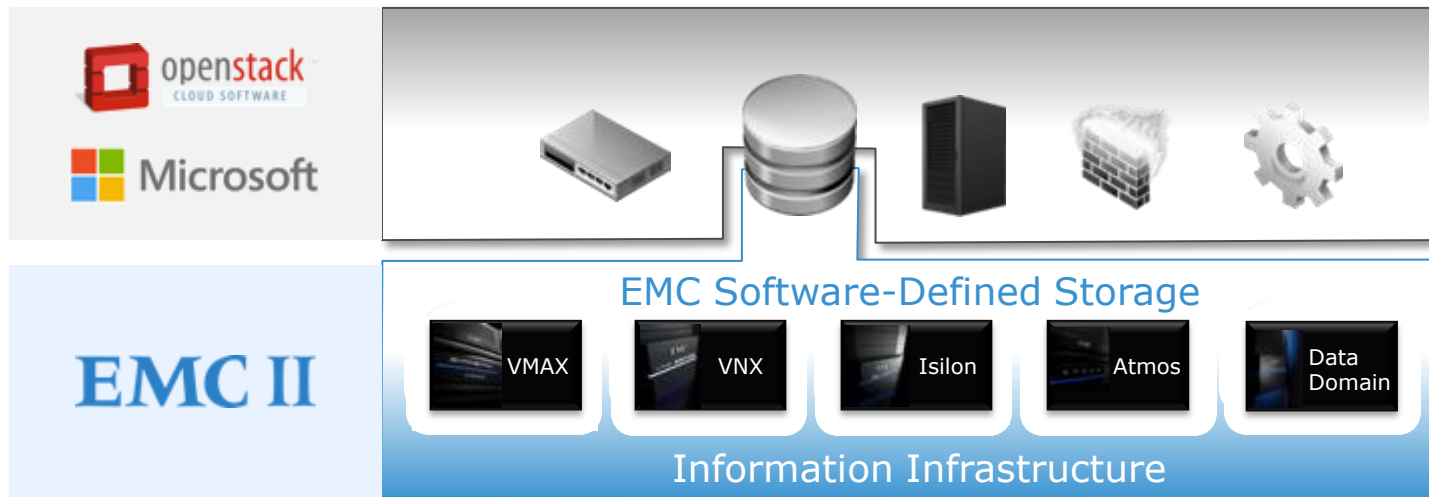 openstack
CLOUD SOFTWARE
Microsoft
EMC Software-Defined Storage
EMC II
VMAX
VNX
Isilon
Atmos
Data
Domain
Information Infrastructure